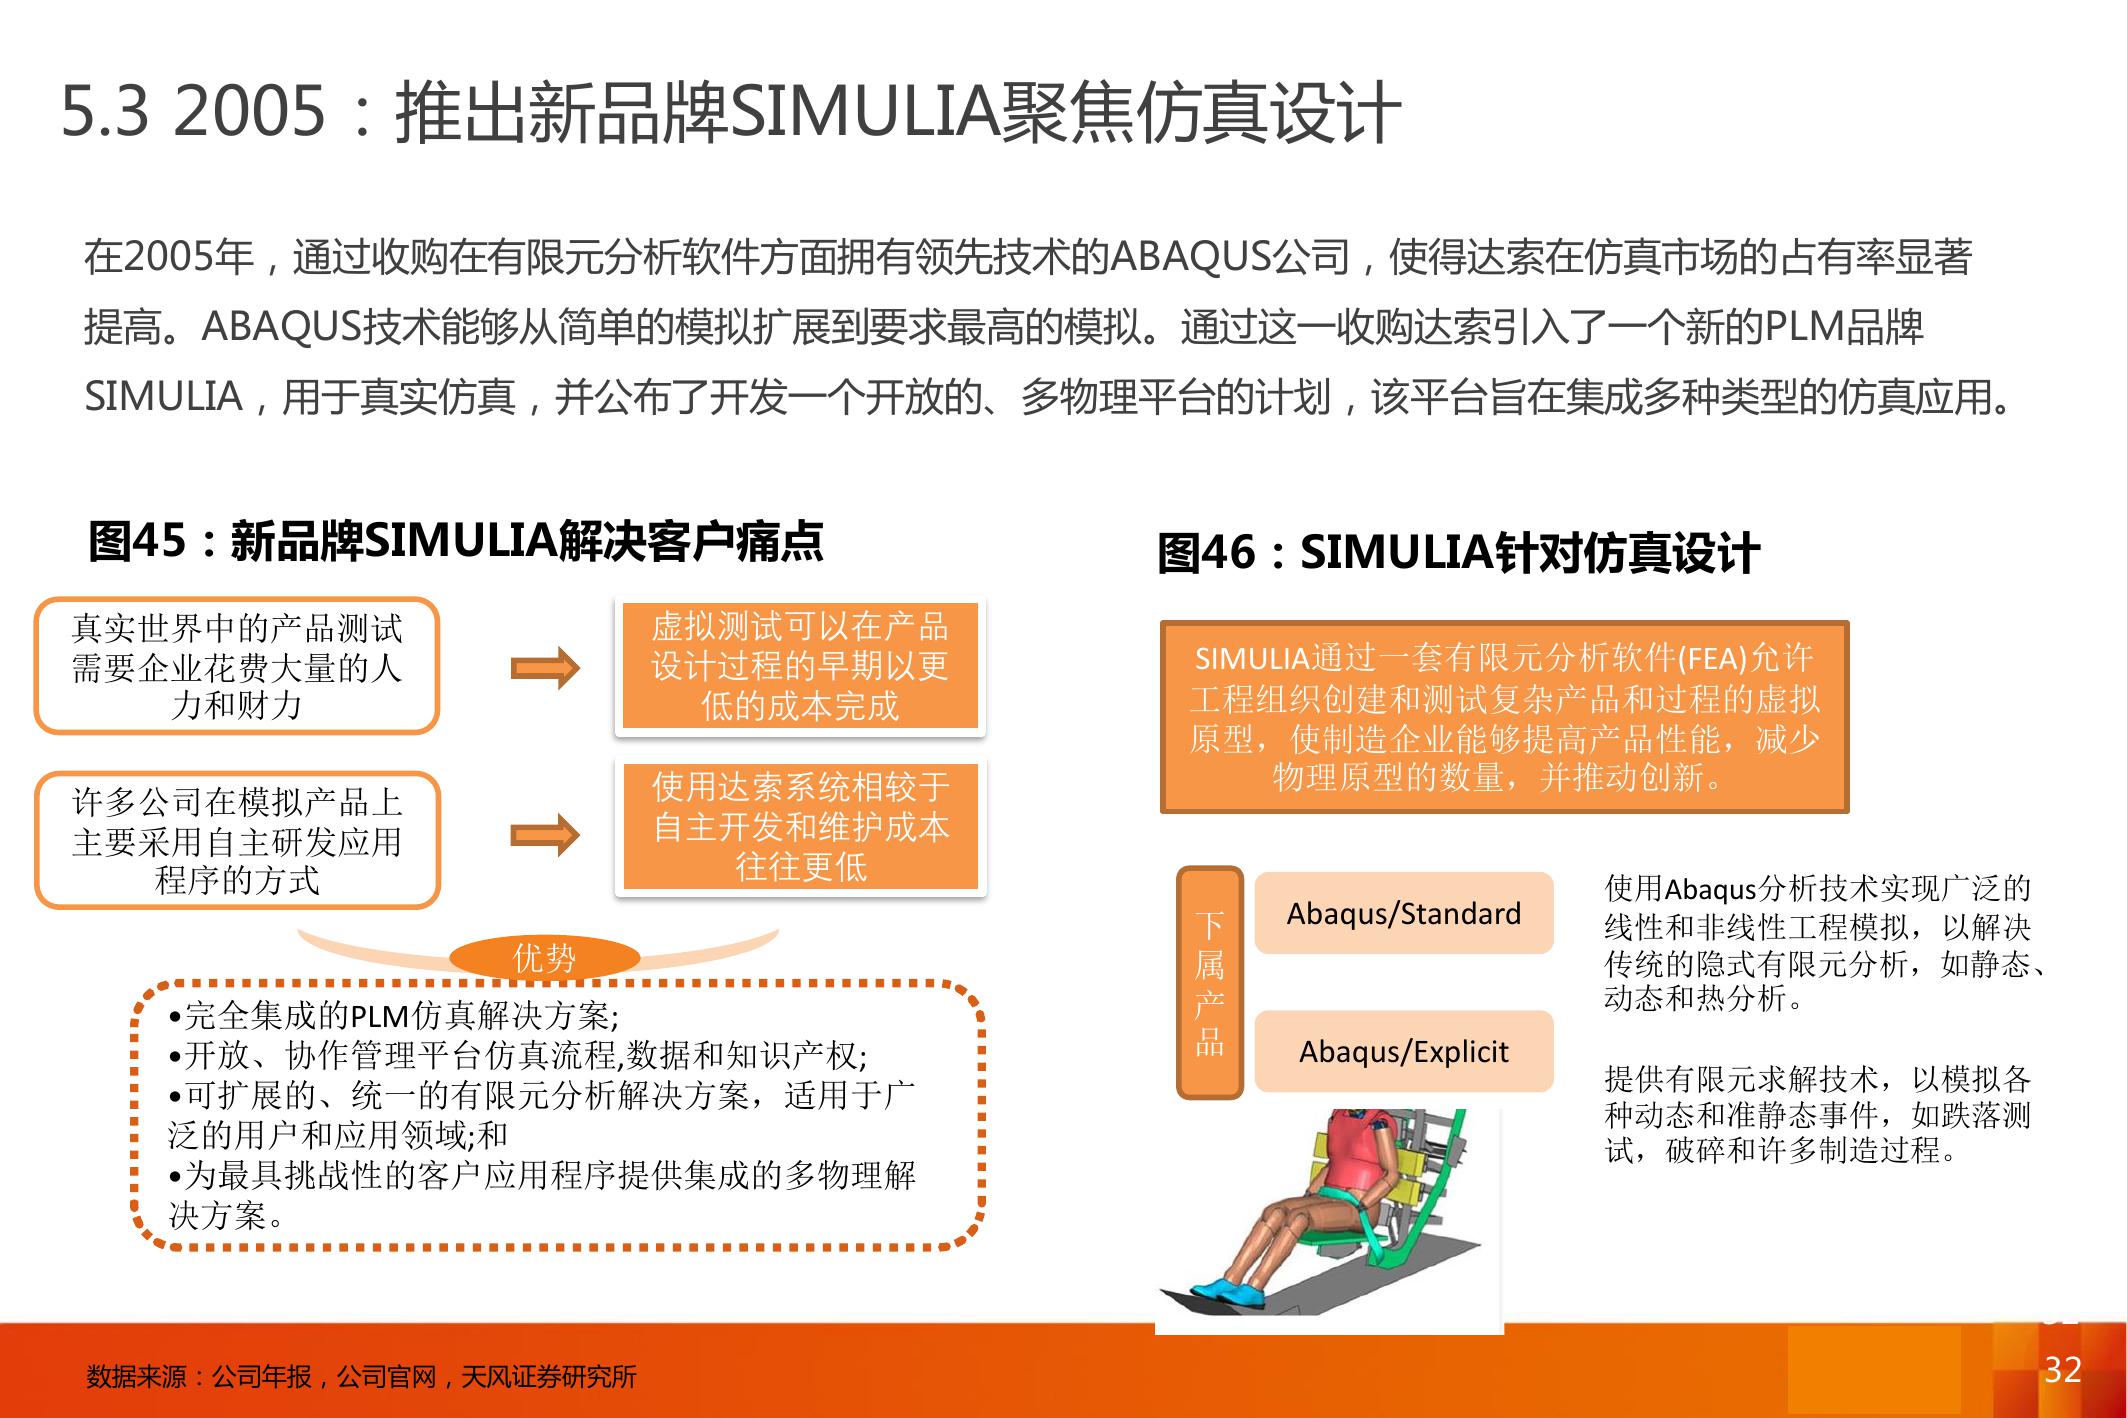 5.3 2005：推出新品牌SIMULIA聚焦仿真设计
在2005年，通过收购在有限元分析软件方面拥有领先技术的ABAQUS公司，使得达索在仿真市场的占有率显著
提高。ABAQUS技术能够从简单的模拟扩展到要求最高的模拟。通过这一收购达索引入了一个新的PLM品牌
SIMULIA，用于真实仿真，并公布了开发一个开放的、多物理平台的计划，该平台旨在集成多种类型的仿真应用。
图45：新品牌SIMULIA解决客户痛点
真实世界中的产品测试
需要企业花费大量的人
力和财力
虚拟测试可以在产品
设计过程的早期以更
低的成本完成
许多公司在模拟产品上
主要采用自主研发应用
程序的方式
使用达索系统相较于
自主开发和维护成本
往往更低
优势
•完全集成的PLM仿真解决方案;
•开放、协作管理平台仿真流程,数据和知识产权;
•可扩展的、统一的有限元分析解决方案，适用于广
泛的用户和应用领域;和
•为最具挑战性的客户应用程序提供集成的多物理解
决方案。
图46：SIMULIA针对仿真设计
SIMULIA通过一套有限元分析软件(FEA)允许
工程组织创建和测试复杂产品和过程的虚拟
原型，使制造企业能够提高产品性能，减少
物理原型的数量，并推动创新。
下
属
产
品
Abaqus/Standard
Abaqus/Explicit
使用Abaqus分析技术实现广泛的
线性和非线性工程模拟，以解决
传统的隐式有限元分析，如静态、
动态和热分析。
提供有限元求解技术，以模拟各
种动态和准静态事件，如跌落测
试，破碎和许多制造过程。
数据来源：公司年报，公司官网，天风证券研究所
32